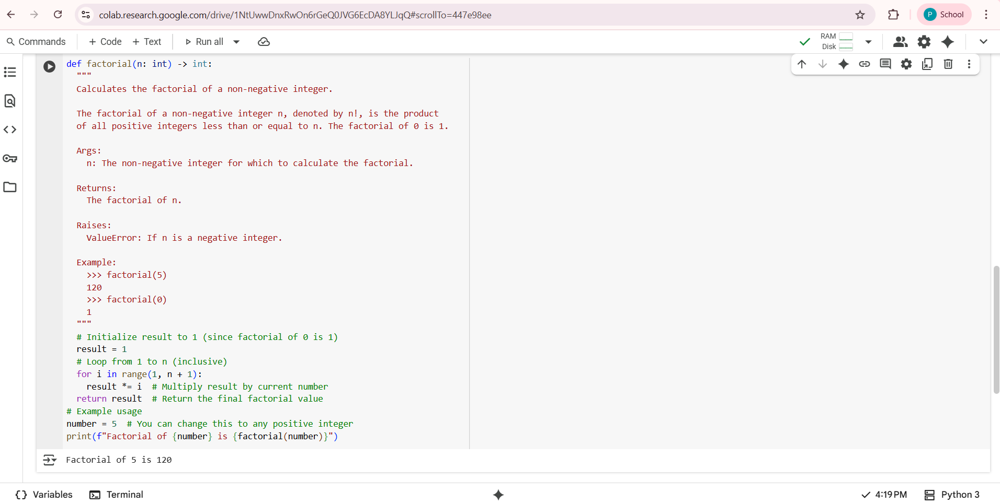 colab.research.google.com/drive/1NtUwwDnxRwOn6rGeQ0JVG6EcDA8YLJqQ#scrollTo=447e98ee
P School
Commands + Code + Text Run all
RAM
Disk
def factorial(n: int) -> int:
"""
Calculates the factorial of a non-negative integer.
The factorial of a non-negative integer n, denoted by n!, is the product
of all positive integers less than or equal to n. The factorial of 0 is 1.
Args:
n: The non-negative integer for which to calculate the factorial.
Returns:
The factorial of n.
Raises:
ValueError: If n is a negative integer.
Example:
>>> factorial(5)
120
>>> factorial(0)
1
"""
# Initialize result to 1 (since factorial of 0 is 1)
result = 1
# Loop from 1 to n (inclusive)
for i in range(1, n + 1):
result *= i # Multiply result by current number
return result # Return the final factorial value
# Example usage
number = 5 # You can change this to any positive integer
print(f"Factorial of {number} is {factorial(number)}")
Factorial of 5 is 120
Variables Terminal
4:19 PM Python 3